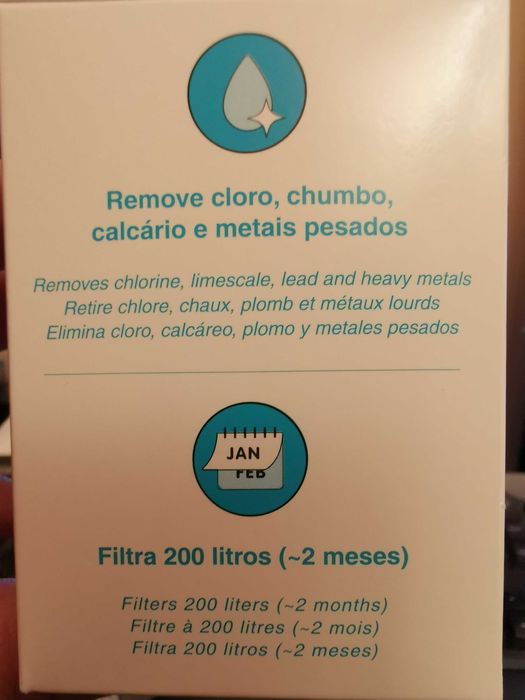 Remove cloro, chumbo,
calcário e metais pesados
Removes chlorine, limescale, lead and heavy metals
Retire chlore, chaux, plomb et métaux lourds
Elimina cloro, calcáreo, plomo y metales pesados
JAN
FEB
Filtra 200 litros (~2 meses)
Filters 200 liters (~2 months)
Filtre à 200 litres (~2 mois)
Filtra 200 litros (~2 meses)